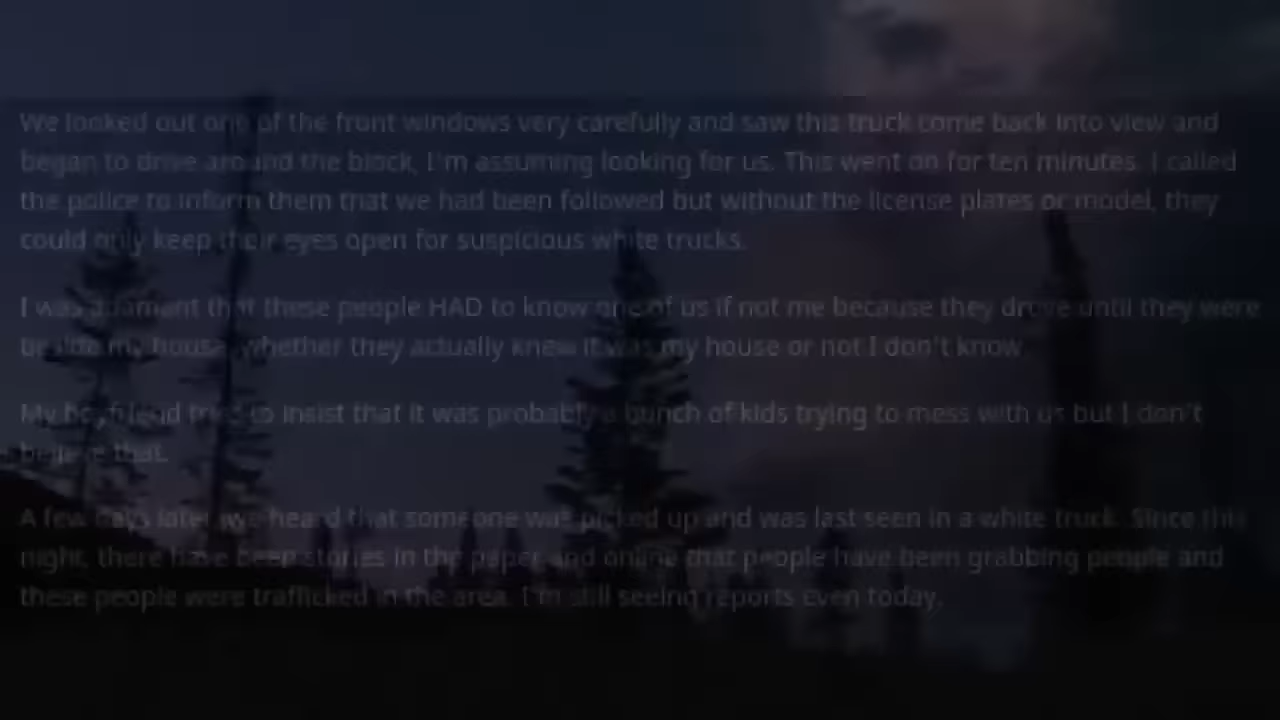 We looked out one of the front windows very carefully and saw this truck come back into view and
began to drive around the block, I'm assuming looking for us. This went on for ten minutes. I called
the police to inform them that we had been followed but without the license plates or model, they
could only keep their eyes open for suspicious white trucks.
I was adamant that these people HAD to know one of us if not me because they drove until they were
beside my house, whether they actually knew it was my house or not I don't know.
My boyfriend tried to insist that it was probably a bunch of kids trying to mess with us but I don't
believe that.
A few days later we heard that someone was picked up and was last seen in a white truck. Since this
night, there have been stories in the paper and online that people have been grabbing people and
these people were trafficked in the area. I'm still seeing reports even today.